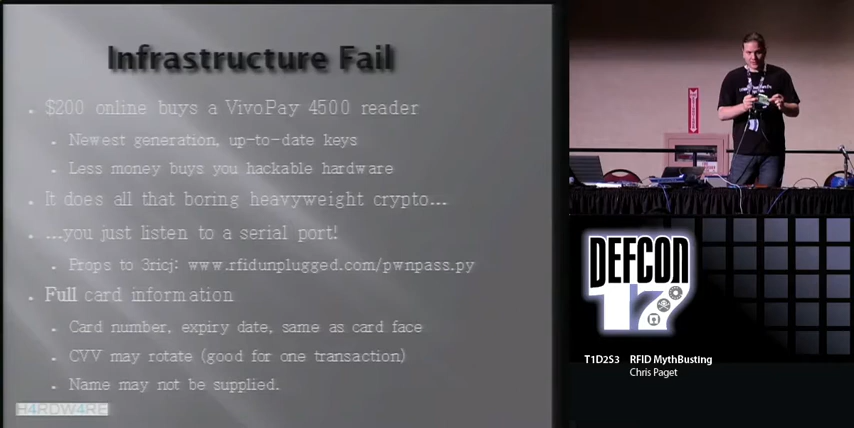 Infrastructure Fail
$200 online buys a VivoPay 4500 reader
Newest generation, up-to-date keys
Less money buys you hackable hardware
It does all that boring heavyweight crypto...
...you just listen to a serial port!
Props to 3ricj: www.rfidunplugged.com/pwnpass.py
Full card information
Card number, expiry date, same as card face
CVV may rotate (good for one transaction)
Name may not be supplied.
H4RDW4RE
DEFCON
17
T1D2S3 RFID MythBusting
Chris Paget